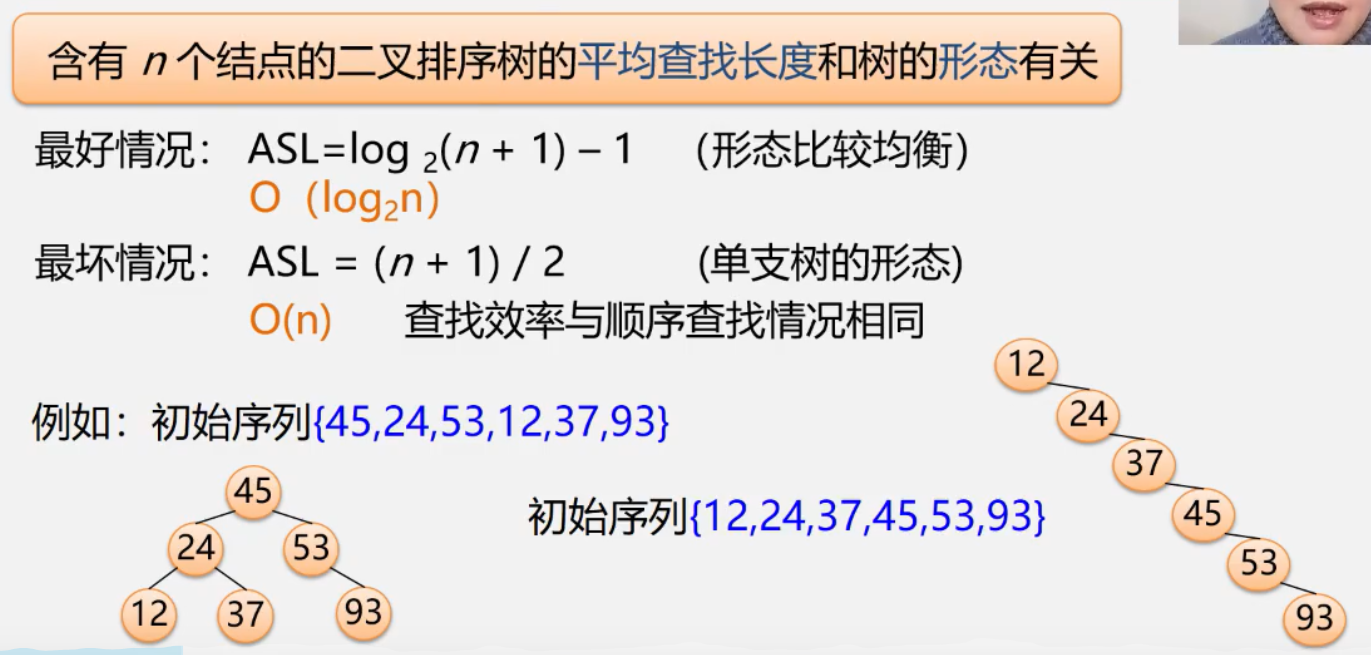 含有 n 个结点的二叉排序树的平均查找长度和树的形态有关
最好情况： ASL=log 2(n + 1) – 1 （形态比较均衡）
O（log2n）
最坏情况： ASL = (n + 1) / 2 (单支树的形态)
O(n) 查找效率与顺序查找情况相同
例如：初始序列{45,24,53,12,37,93}
45
24 53
12 37 93
初始序列{12,24,37,45,53,93}
12
24
37
45
53
93